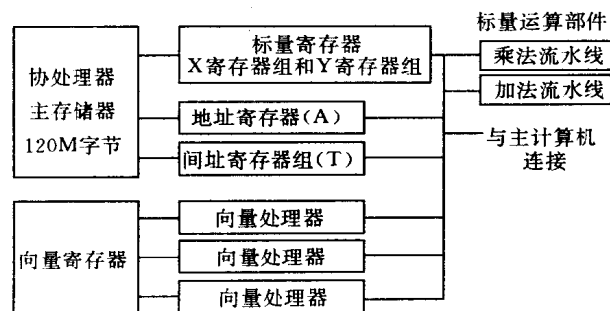 协处理器
主存储器
120M字节
标量寄存器
X寄存器组和Y寄存器组
地址寄存器(A)
间址寄存器组(T)
标量运算部件
乘法流水线
加法流水线
与主计算机
连接
向量寄存器
向量处理器
向量处理器
向量处理器